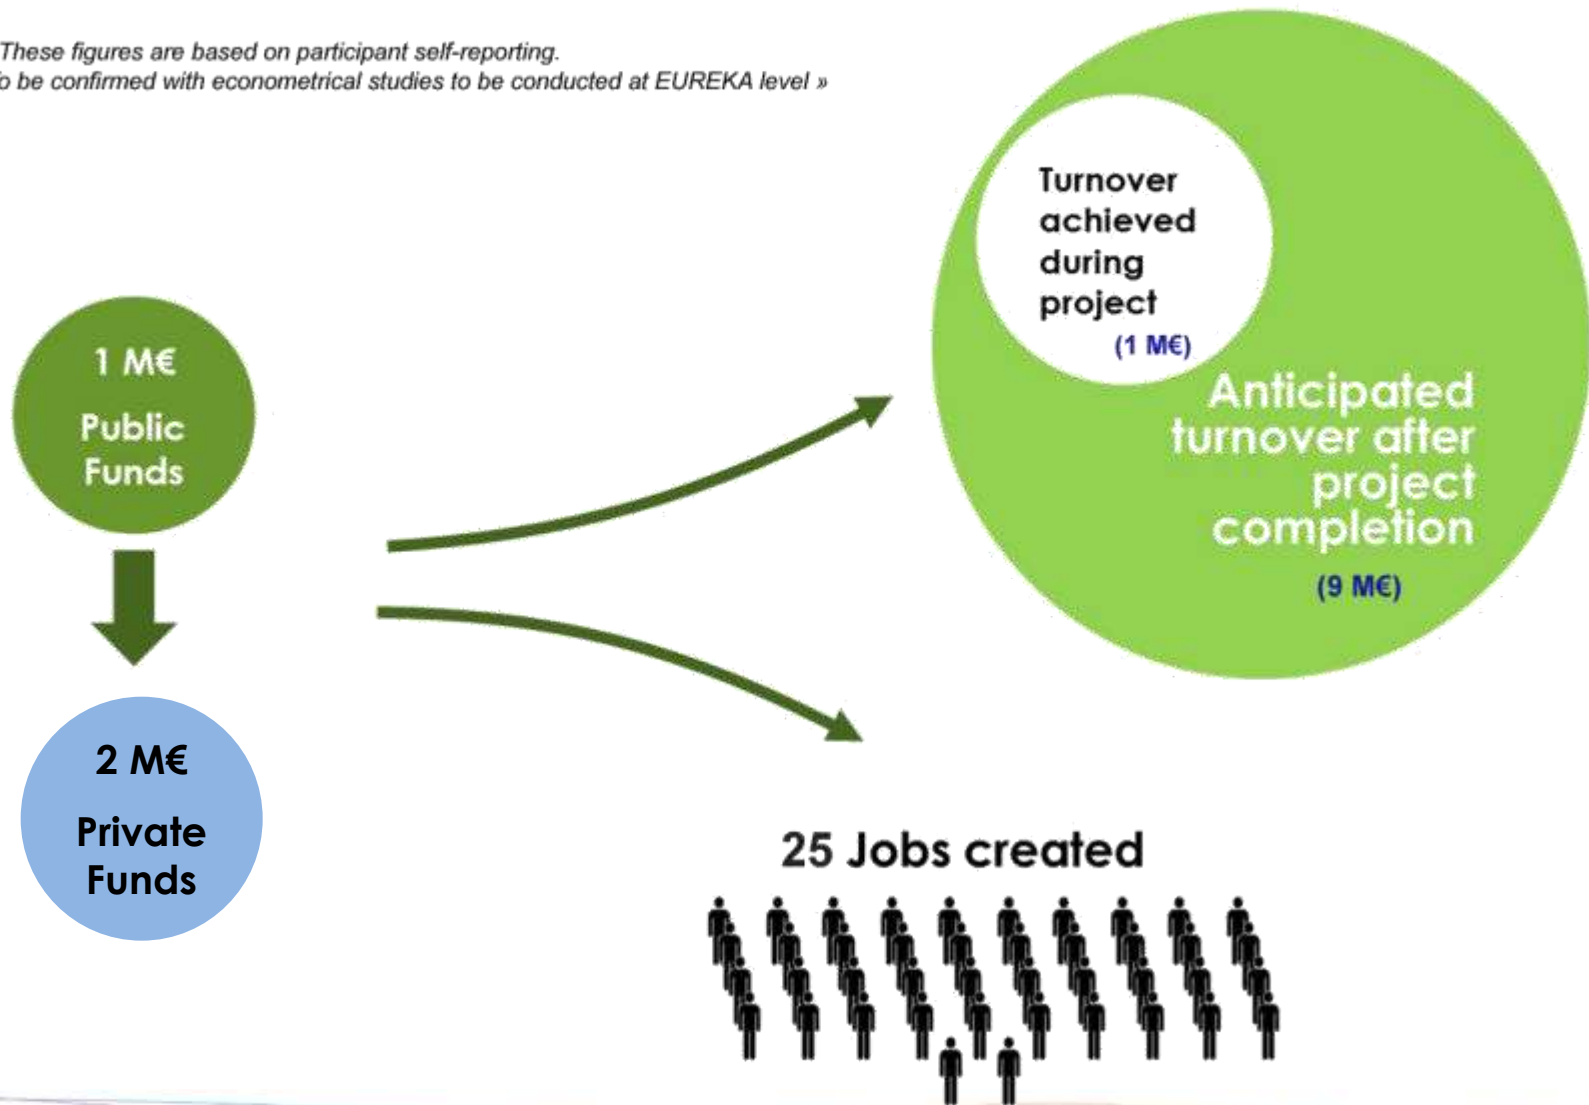 These figures are based on participant self-reporting.
be confirmed with econometrical studies to be conducted at EUREKA level »
Turnover
achieved
during
project
(1 M€)
Anticipated
turnover after
project
completion
(9 M€)
1 M€
Public
Funds
2 M€
Private
Funds
25 Jobs created